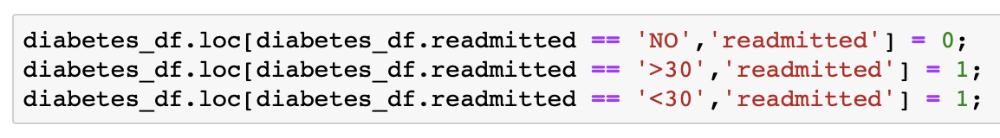 diabetes_df.loc[diabetes_df.readmitted == 'NO','readmitted'] = 0;
diabetes_df.loc[diabetes_df.readmitted == '>30','readmitted'] = 1;
diabetes_df.loc[diabetes_df.readmitted == '<30','readmitted'] = 1;